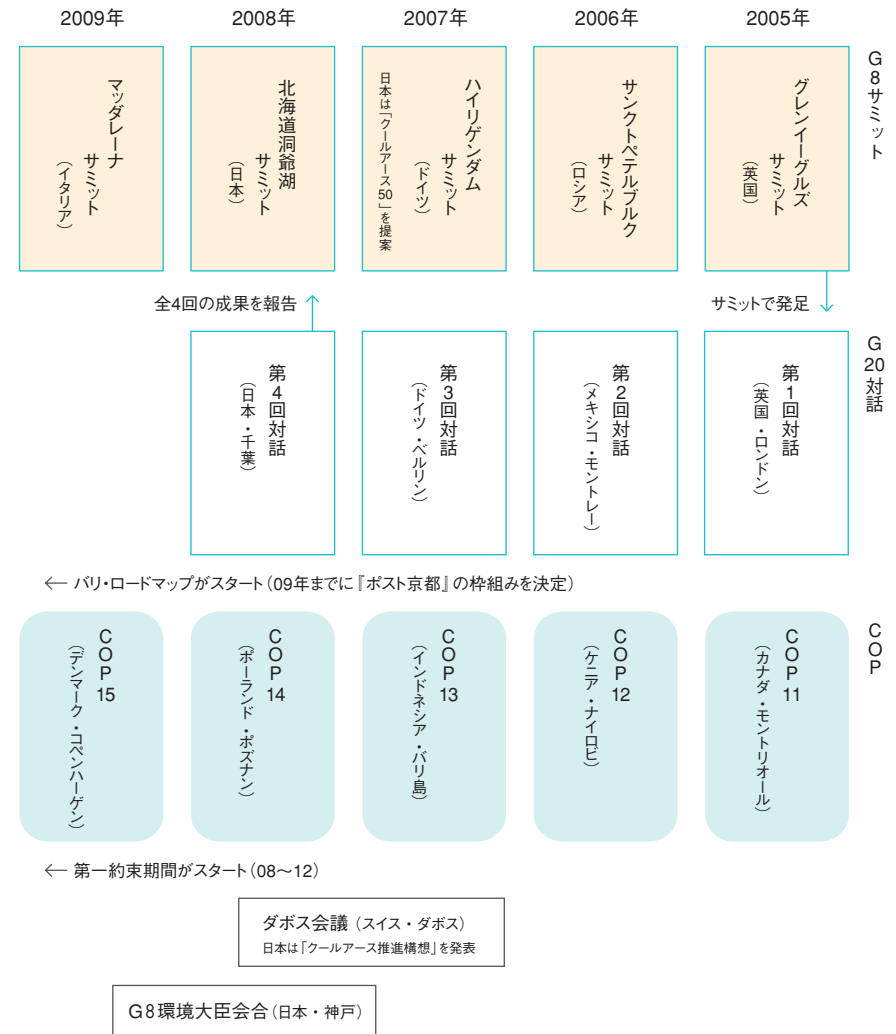 2009年
2008年
2007年
2006年
2005年
G8サミット
グレンイーグルズ
サミット
（英国）
サンクトペテルブルク
サミット
（ロシア）
ハイリゲンダム
サミット
（ドイツ）
日本は「クールアース50」を提案
北海道洞爺湖
サミット
（日本）
マッダレーナ
サミット
（イタリア）
全4回の成果を報告
サミットで発足
G20対話
第1回対話
（英国・ロンドン）
第2回対話
（メキシコ・モントレー）
第3回対話
（ドイツ・ベルリン）
第4回対話
（日本・千葉）
← バリ・ロードマップがスタート（09年までに『ポスト京都』の枠組みを決定）
COP
COP11
（カナダ・モントリオール）
COP12
（ケニア・ナイロビ）
COP13
（インドネシア・バリ島）
COP14
（ポーランド・ポズナン）
COP15
（デンマーク・コペンハーゲン）
← 第一約束期間がスタート（08〜12）
ダボス会議（スイス・ダボス）
日本は「クールアース推進構想」を発表
G8環境大臣会合（日本・神戸）